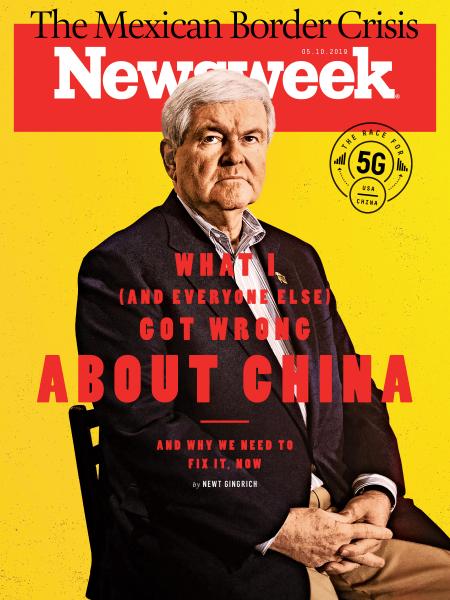 The Mexican Border Crisis
05.10.2019
Newsweek
THE RACE FOR
5G
USA
CHINA
WHAT I
(AND EVERYONE ELSE)
GOT WRONG
ABOUT CHINA
AND WHY WE NEED TO
FIX IT, NOW
by NEWT GINGRICH